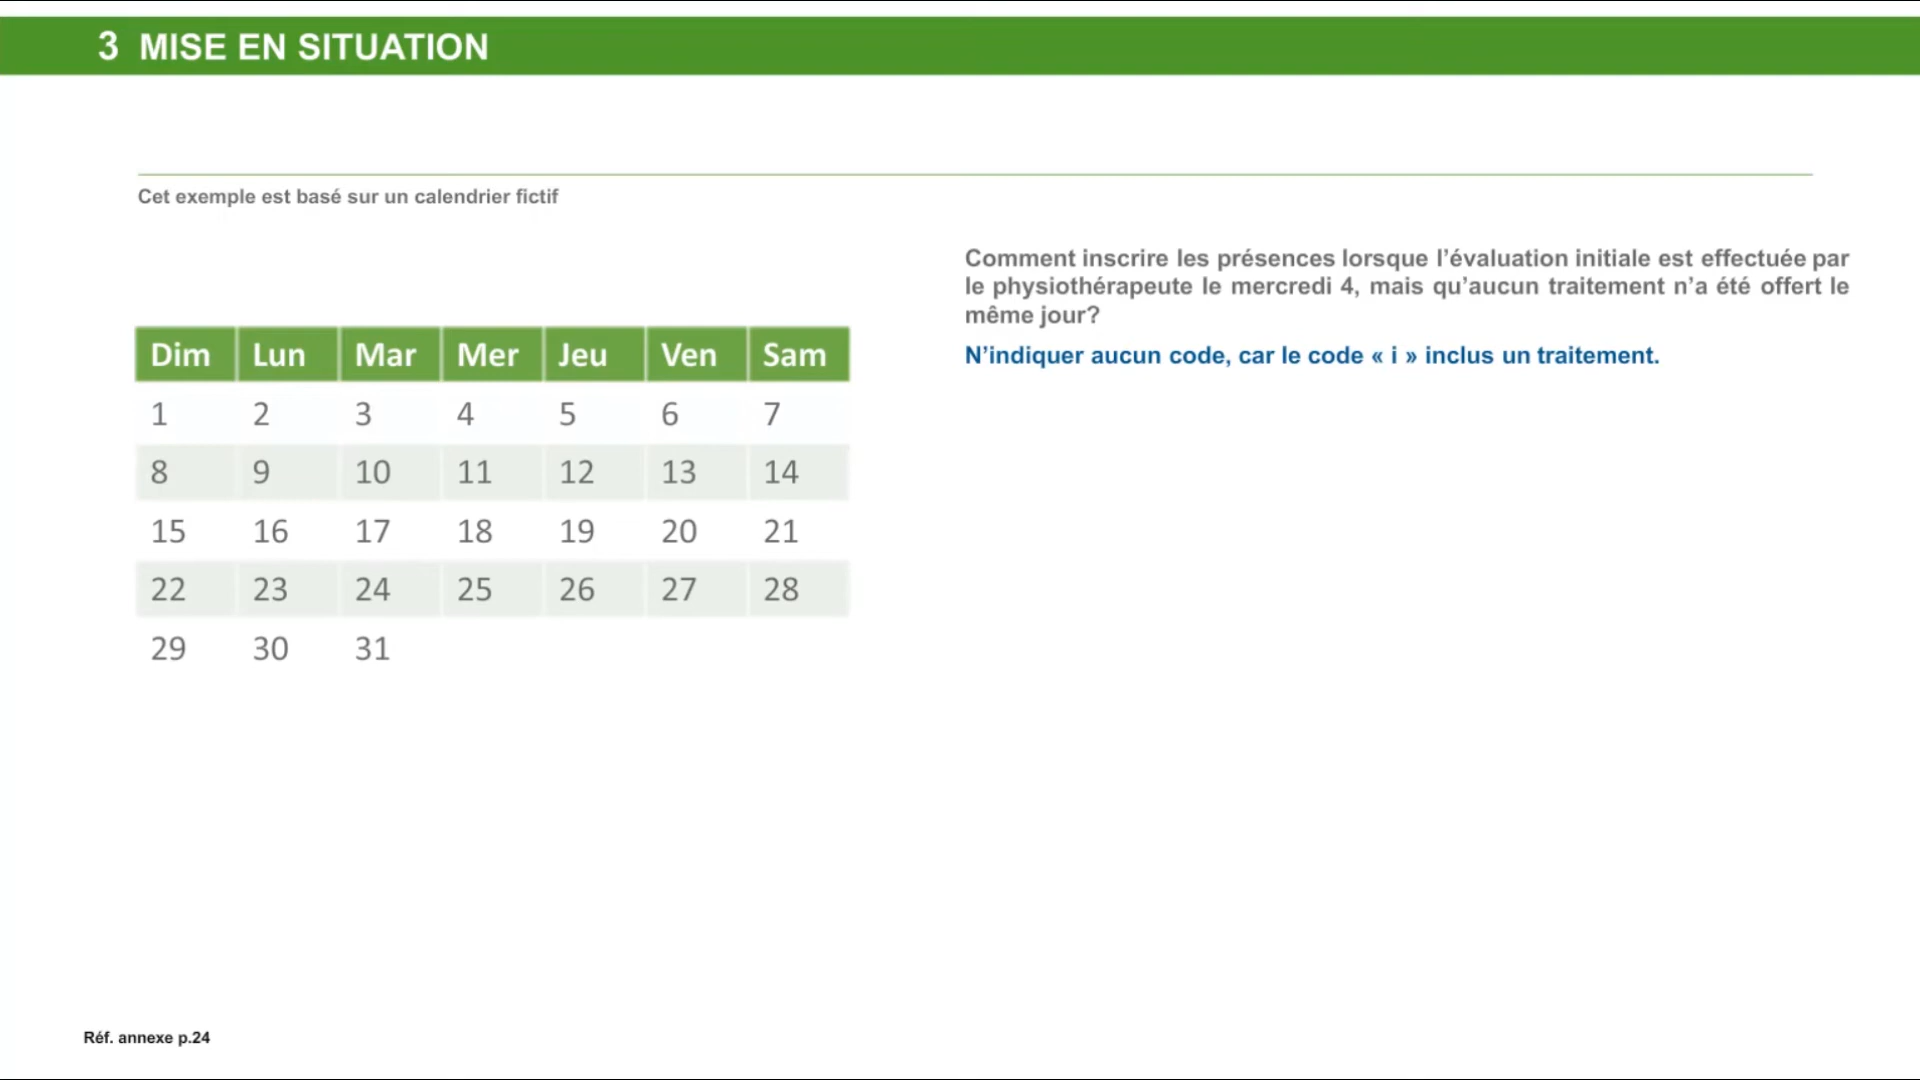 3 MISE EN SITUATION
Cet exemple est basé sur un calendrier fictif
Comment inscrire les présences lorsque l’évaluation initiale est effectuée par
le physiothérapeute le mercredi 4, mais qu’aucun traitement n’a été offert le
même jour?
N’indiquer aucun code, car le code « i » inclus un traitement.
Dim Lun Mar Mer Jeu Ven Sam
1 2 3 4 5 6 7
8 9 10 11 12 13 14
15 16 17 18 19 20 21
22 23 24 25 26 27 28
29 30 31
Réf. annexe p.24